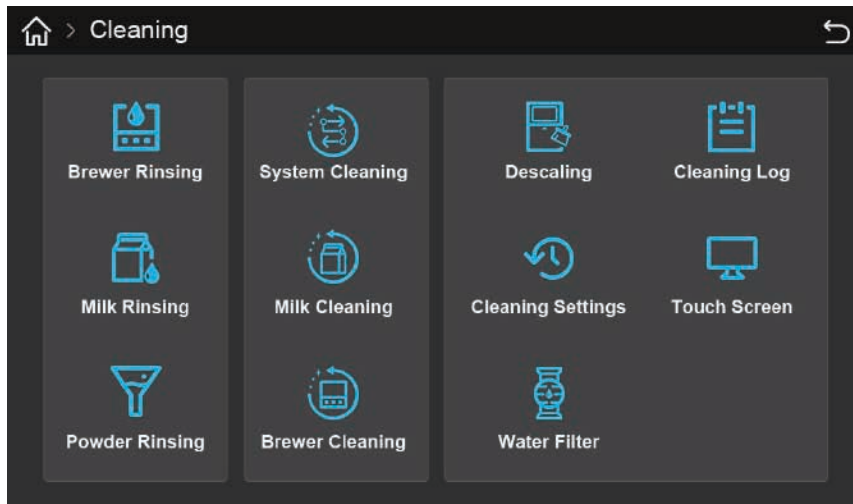 > Cleaning
Brewer Rinsing
System Cleaning
Descaling
Cleaning Log
Milk Rinsing
Milk Cleaning
Cleaning Settings
Touch Screen
Powder Rinsing
Brewer Cleaning
Water Filter